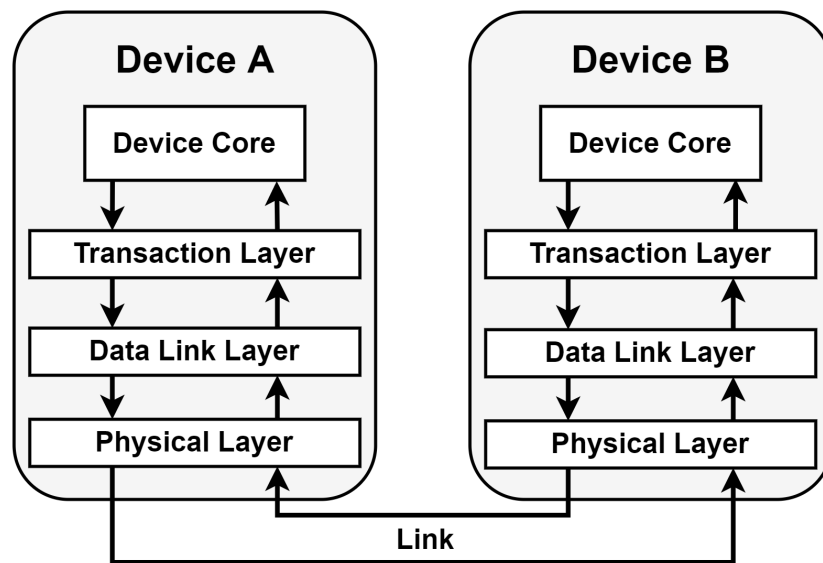 Device A
Device Core
Transaction Layer
Data Link Layer
Physical Layer
Device B
Device Core
Transaction Layer
Data Link Layer
Physical Layer
Link